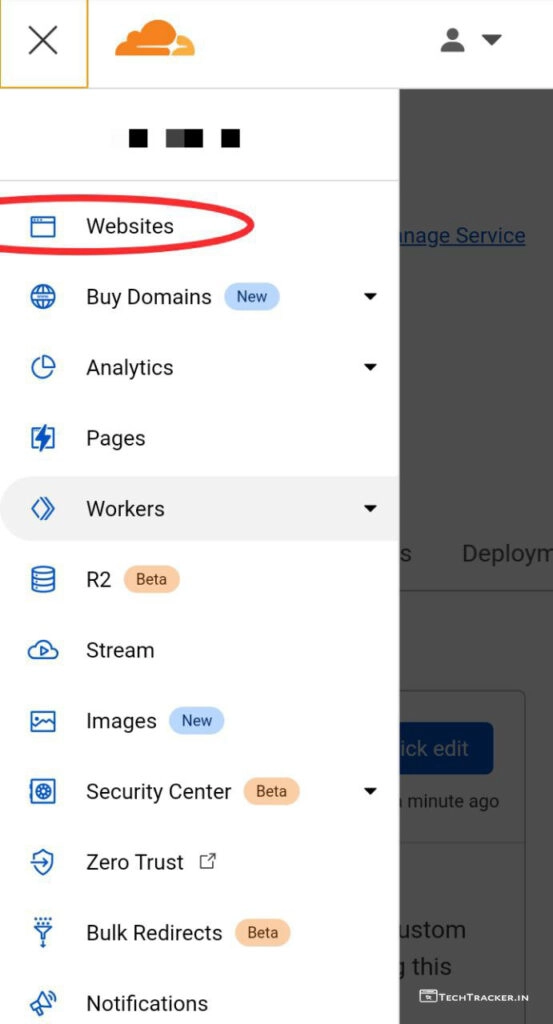 Websites
anage Service
Buy Domains New
Analytics
Pages
Workers
s Deploym
R2 Beta
Stream
Images New
ick edit
Security Center Beta
a minute ago
Zero Trust
Bulk Redirects Beta
ustom
g this
Notifications
TECHTRACKER.IN